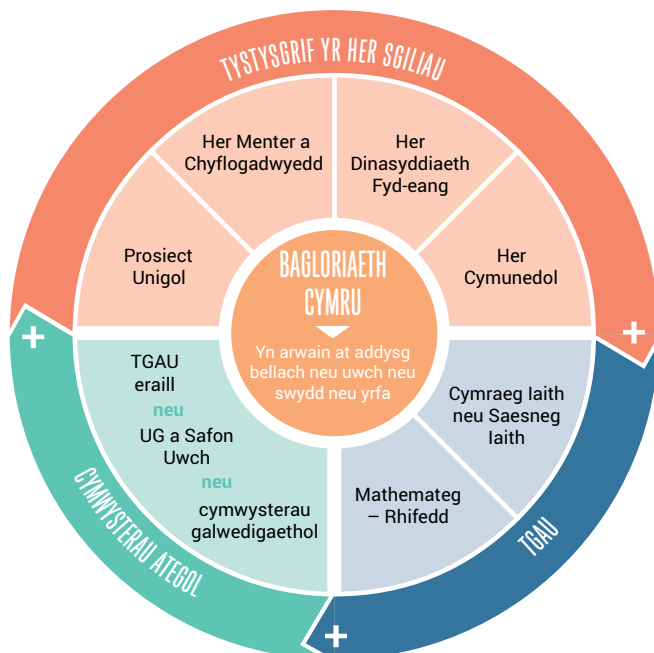 TYSTYSGRIF YR HER SGILIAU
Her Menter a
Chyflogadwyedd
Her
Dinasyddiaeth
Fyd-eang
Prosiect
Unigol
Her
Cymunedol
BAGLORIAETH
CYMRU
Yn arwain at addysg
bellach neu uwch neu
swydd neu yrfa
+
+
TGAU
eraill
neu
UG a Safon
Uwch
neu
cymwysterau
galwedigaethol
Cymraeg Iaith
neu Saesneg
Iaith
Mathemateg
– Rhifedd
CYMWYSTERAU ATEGOL
TGAU
+